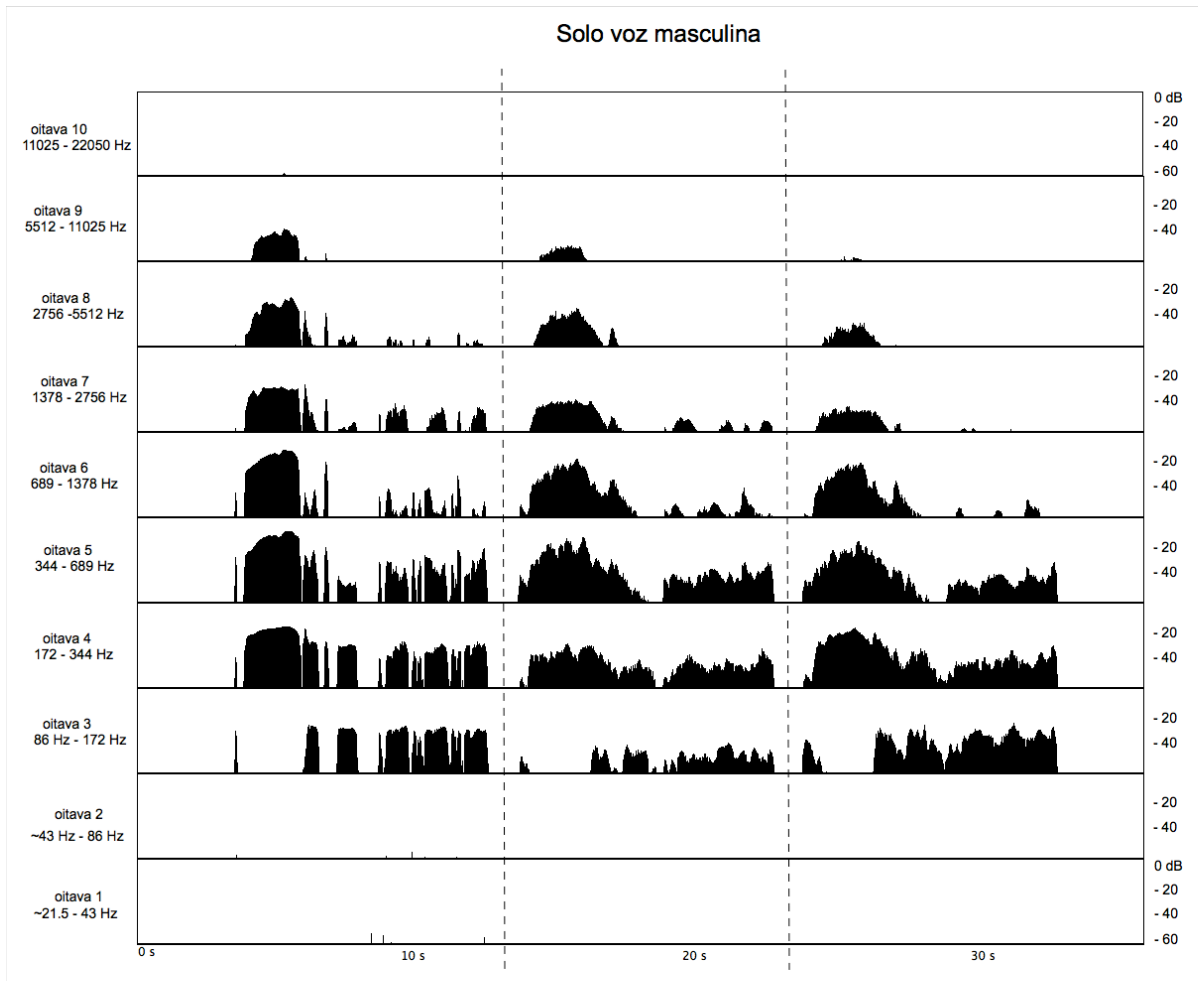 Solo voz masculina
oitava 10
11025 - 22050 Hz
0 dB
- 20
- 40
- 60
oitava 9
5512 - 11025 Hz
- 20
- 40
oitava 8
2756 -5512 Hz
- 20
- 40
oitava 7
1378 - 2756 Hz
- 20
- 40
oitava 6
689 - 1378 Hz
- 20
- 40
oitava 5
344 - 689 Hz
- 20
- 40
oitava 4
172 - 344 Hz
- 20
- 40
oitava 3
86 Hz - 172 Hz
- 20
- 40
oitava 2
~43 Hz - 86 Hz
- 20
- 40
oitava 1
~21.5 - 43 Hz
0 dB
- 20
- 40
- 60
0 s
10 s
20 s
30 s